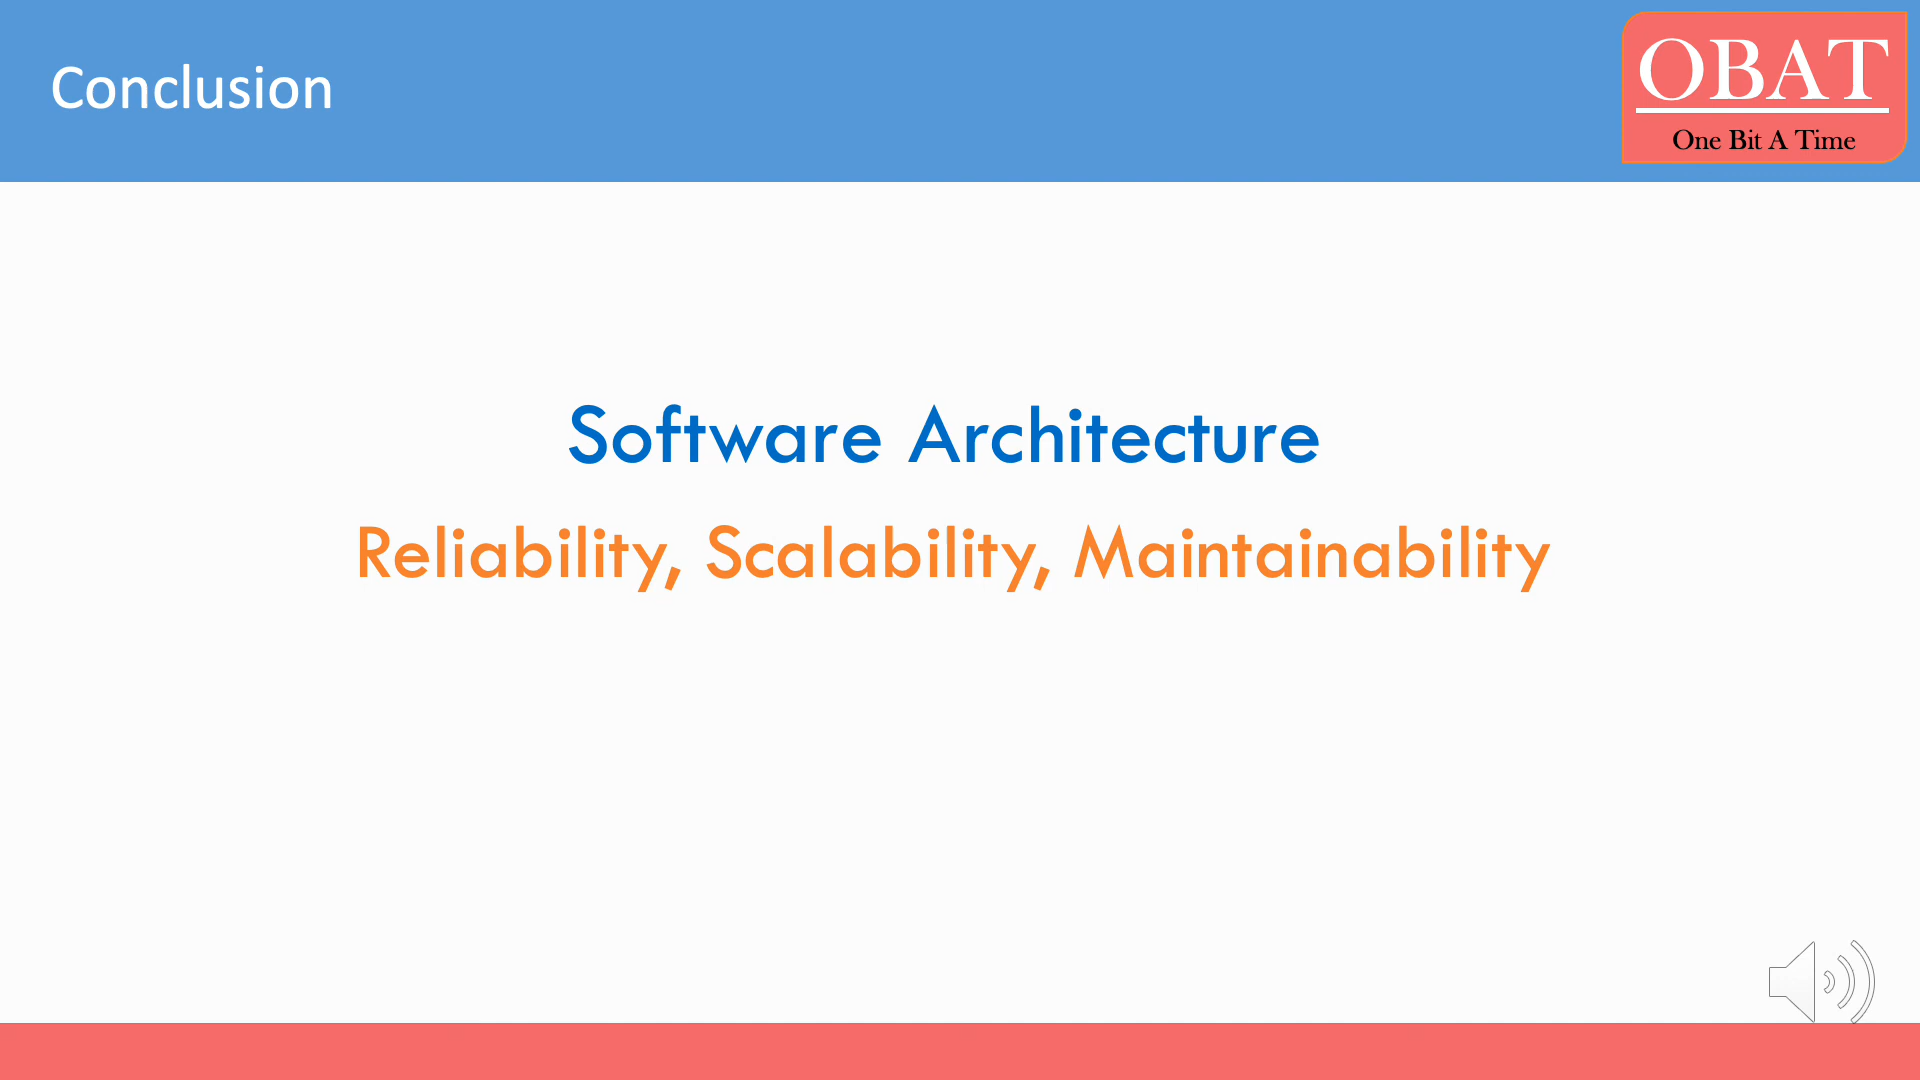 Conclusion
OBAT
One Bit A Time
Software Architecture
Reliability, Scalability, Maintainability